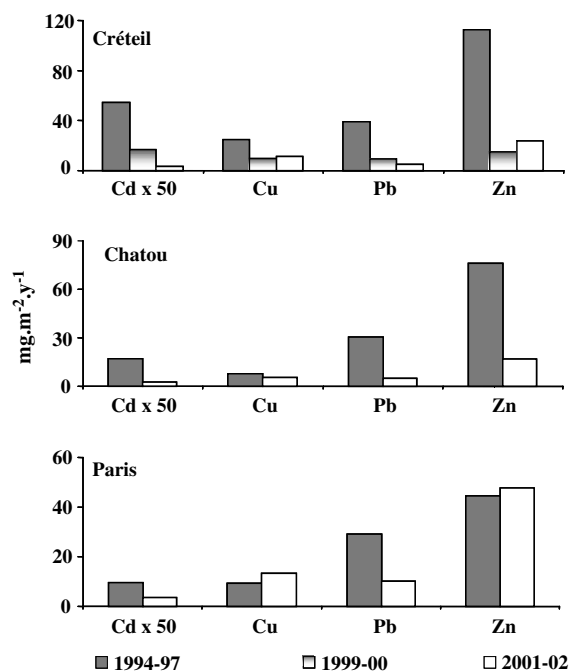 120
Créteil
80
40
0
Cd x 50 Cu Pb Zn
90
Chatou
60
30
0
Cd x 50 Cu Pb Zn
mg.m-2.y-1
60
Paris
40
20
0
Cd x 50 Cu Pb Zn
1994-97 1999-00 2001-02